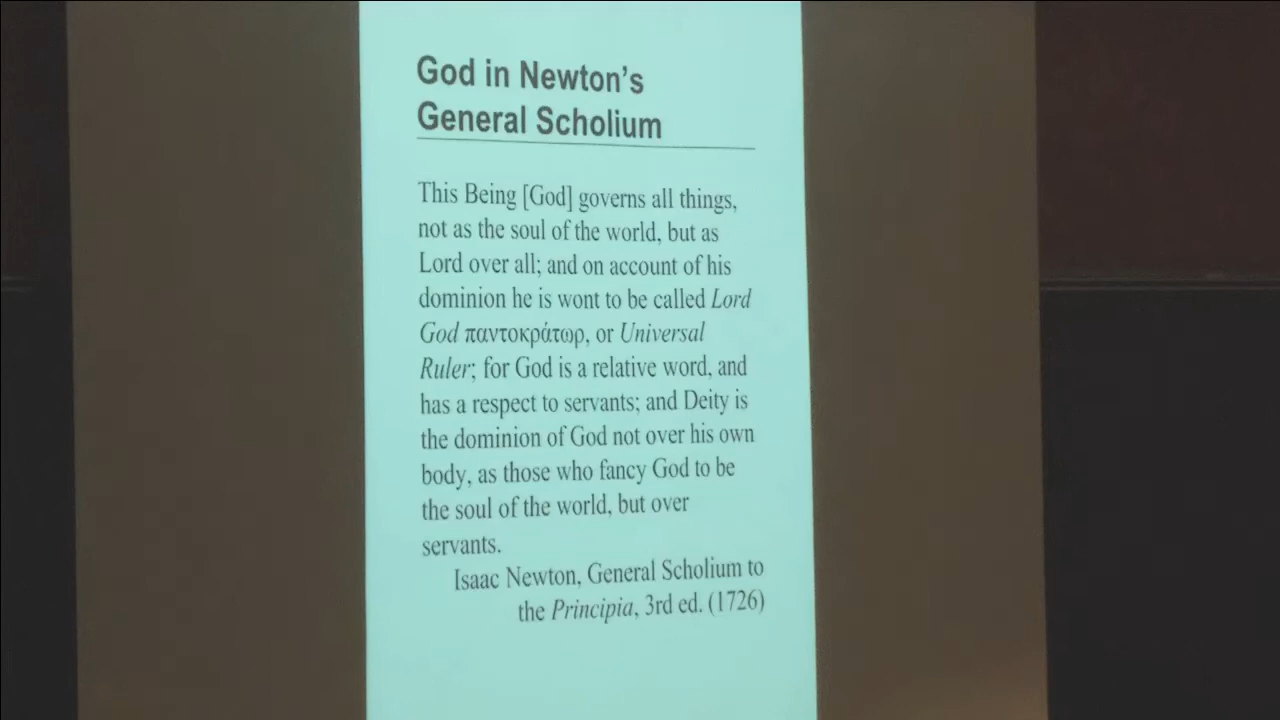 God in Newton’s
General Scholium
This Being [God] governs all things,
not as the soul of the world, but as
Lord over all; and on account of his
dominion he is wont to be called Lord
God παντοκράτωρ, or Universal
Ruler; for God is a relative word, and
has a respect to servants; and Deity is
the dominion of God not over his own
body, as those who fancy God to be
the soul of the world, but over
servants.
Isaac Newton, General Scholium to
the Principia, 3rd ed. (1726)